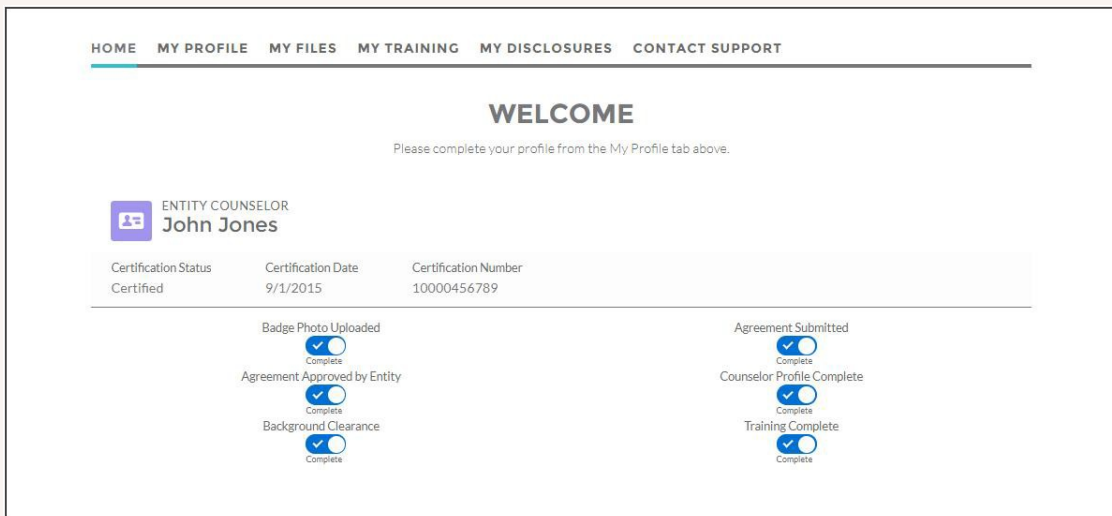 HOME MY PROFILE MY FILES MY TRAINING MY DISCLOSURES CONTACT SUPPORT
WELCOME
Please complete your profile from the My Profile tab above.
ENTITY COUNSELOR
John Jones
Certification Status Certification Date Certification Number
Certified 9/1/2015 10000456789
Badge Photo Uploaded Agreement Submitted
Complete Complete
Agreement Approved by Entity Counselor Profile Complete
Complete Complete
Background Clearance Training Complete
Complete Complete